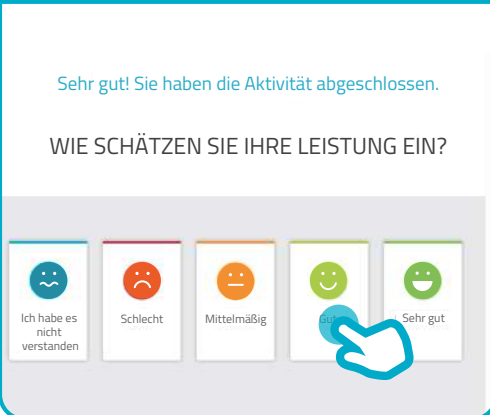 Sehr gut! Sie haben die Aktivität abgeschlossen.
WIE SCHÄTZEN SIE IHRE LEISTUNG EIN?
Ich habe es
nicht
verstanden
Schlecht
Mittelmäßig
Gut
Sehr gut